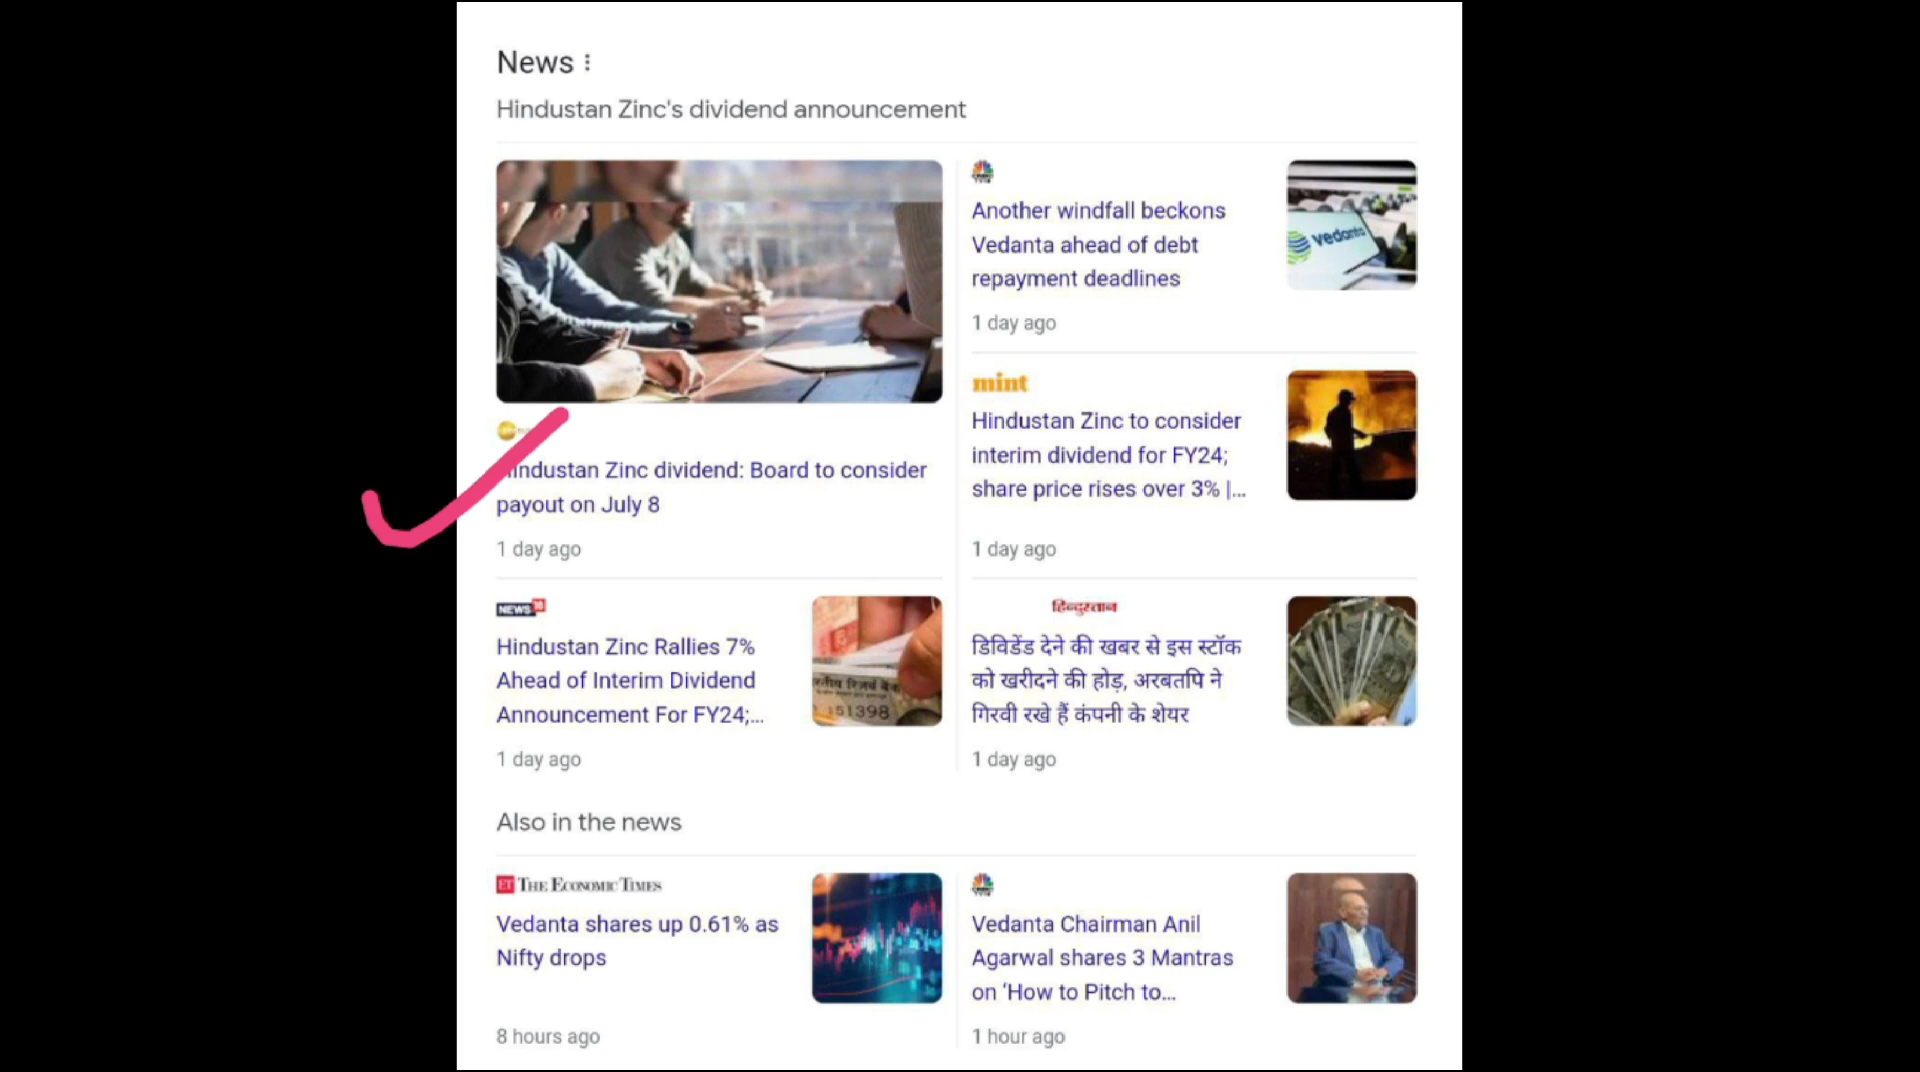 News
Hindustan Zinc's dividend announcement
Hindustan Zinc dividend: Board to consider
payout on July 8
1 day ago
Another windfall beckons
Vedanta ahead of debt
repayment deadlines
1 day ago
vedanta
mint
Hindustan Zinc to consider
interim dividend for FY24;
share price rises over 3% |...
1 day ago
NEWS18
Hindustan Zinc Rallies 7%
Ahead of Interim Dividend
Announcement For FY24;...
1 day ago
51398
हिन्दुस्तान
डिविडेंड देने की खबर से इस स्टॉक
को खरीदने की होड़, अरबतपि ने
गिरवी रखे हैं कंपनी के शेयर
1 day ago
Also in the news
ET THE ECONOMIC TIMES
Vedanta shares up 0.61% as
Nifty drops
8 hours ago
Vedanta Chairman Anil
Agarwal shares 3 Mantras
on ‘How to Pitch to...
1 hour ago